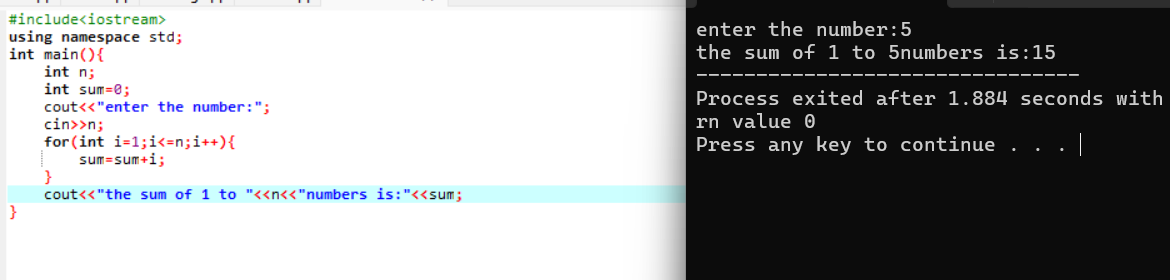 #include<iostream>
using namespace std;
int main(){
    int n;
    int sum=0;
    cout<<"enter the number:";
    cin>>n;
    for(int i=1;i<=n;i++){
        sum=sum+i;
    }
    cout<<"the sum of 1 to "<<n<<"numbers is:"<<sum;
}
enter the number:5
the sum of 1 to 5numbers is:15
--------------------------------
Process exited after 1.884 seconds with
rn value 0
Press any key to continue . . .